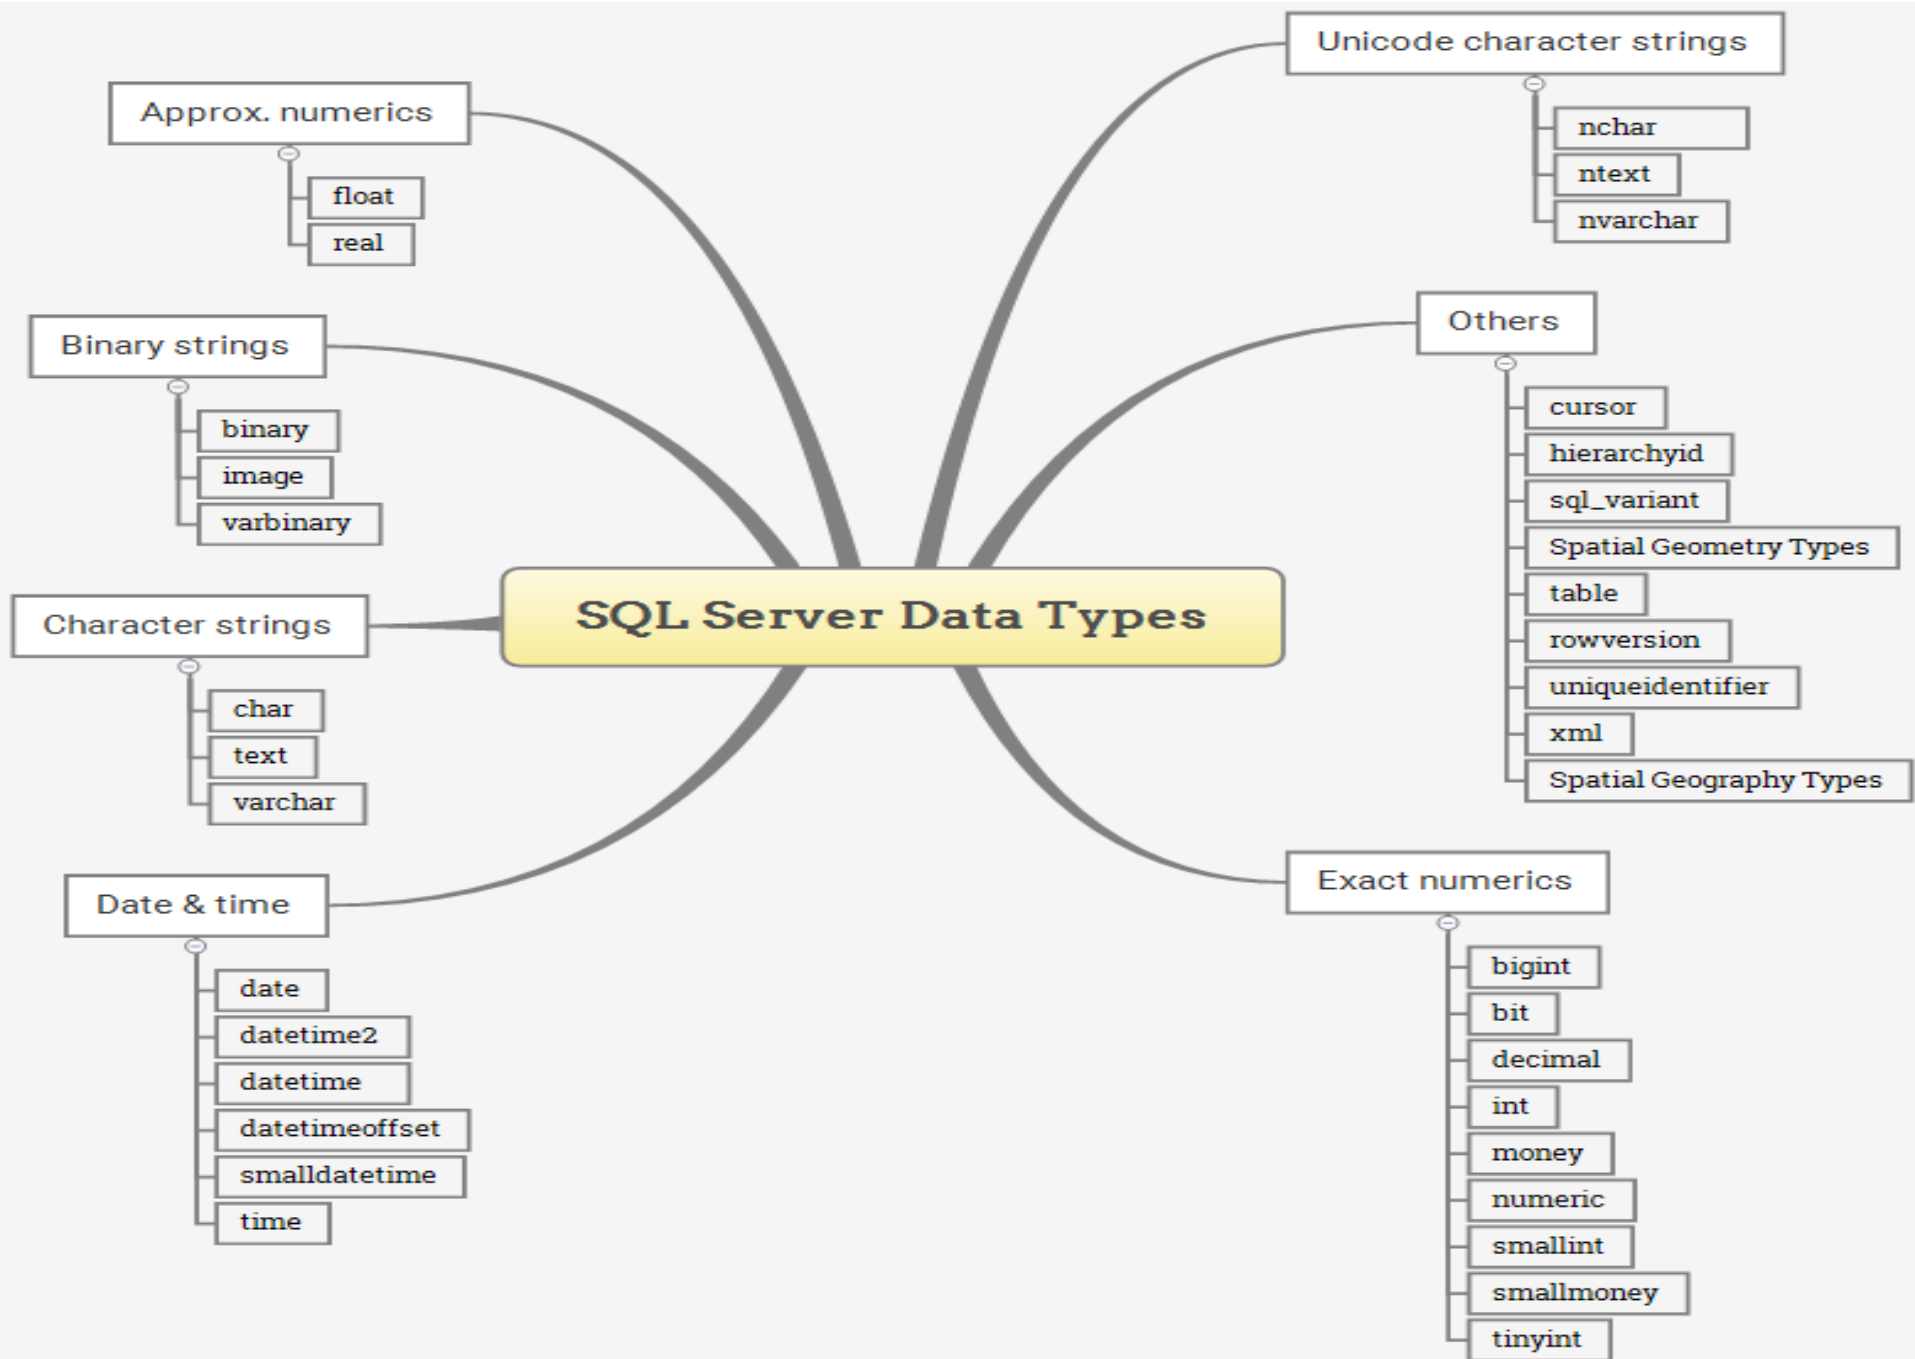 SQL Server Data Types
Approx. numerics
float
real
Binary strings
binary
image
varbinary
Character strings
char
text
varchar
Date & time
date
datetime2
datetime
datetimeoffset
smalldatetime
time
Unicode character strings
nchar
ntext
nvarchar
Others
cursor
hierarchyid
sql_variant
Spatial Geometry Types
table
rowversion
uniqueidentifier
xml
Spatial Geography Types
Exact numerics
bigint
bit
decimal
int
money
numeric
smallint
smallmoney
tinyint